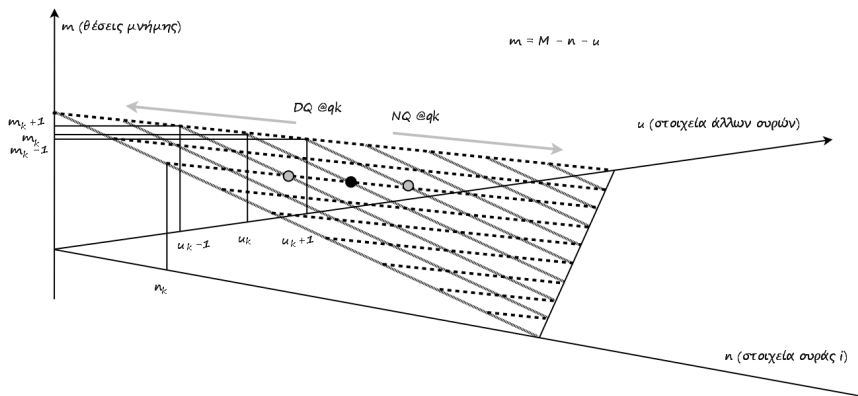 m (θέσεις μνήμης)
m = M - n - u
DQ @qk
NQ @qk
u (στοιχεία άλλων ουρών)
m_k+1
m_k
m_k-1
u_k-1
u_k
u_k+1
n_k
n (στοιχεία ουράς i)